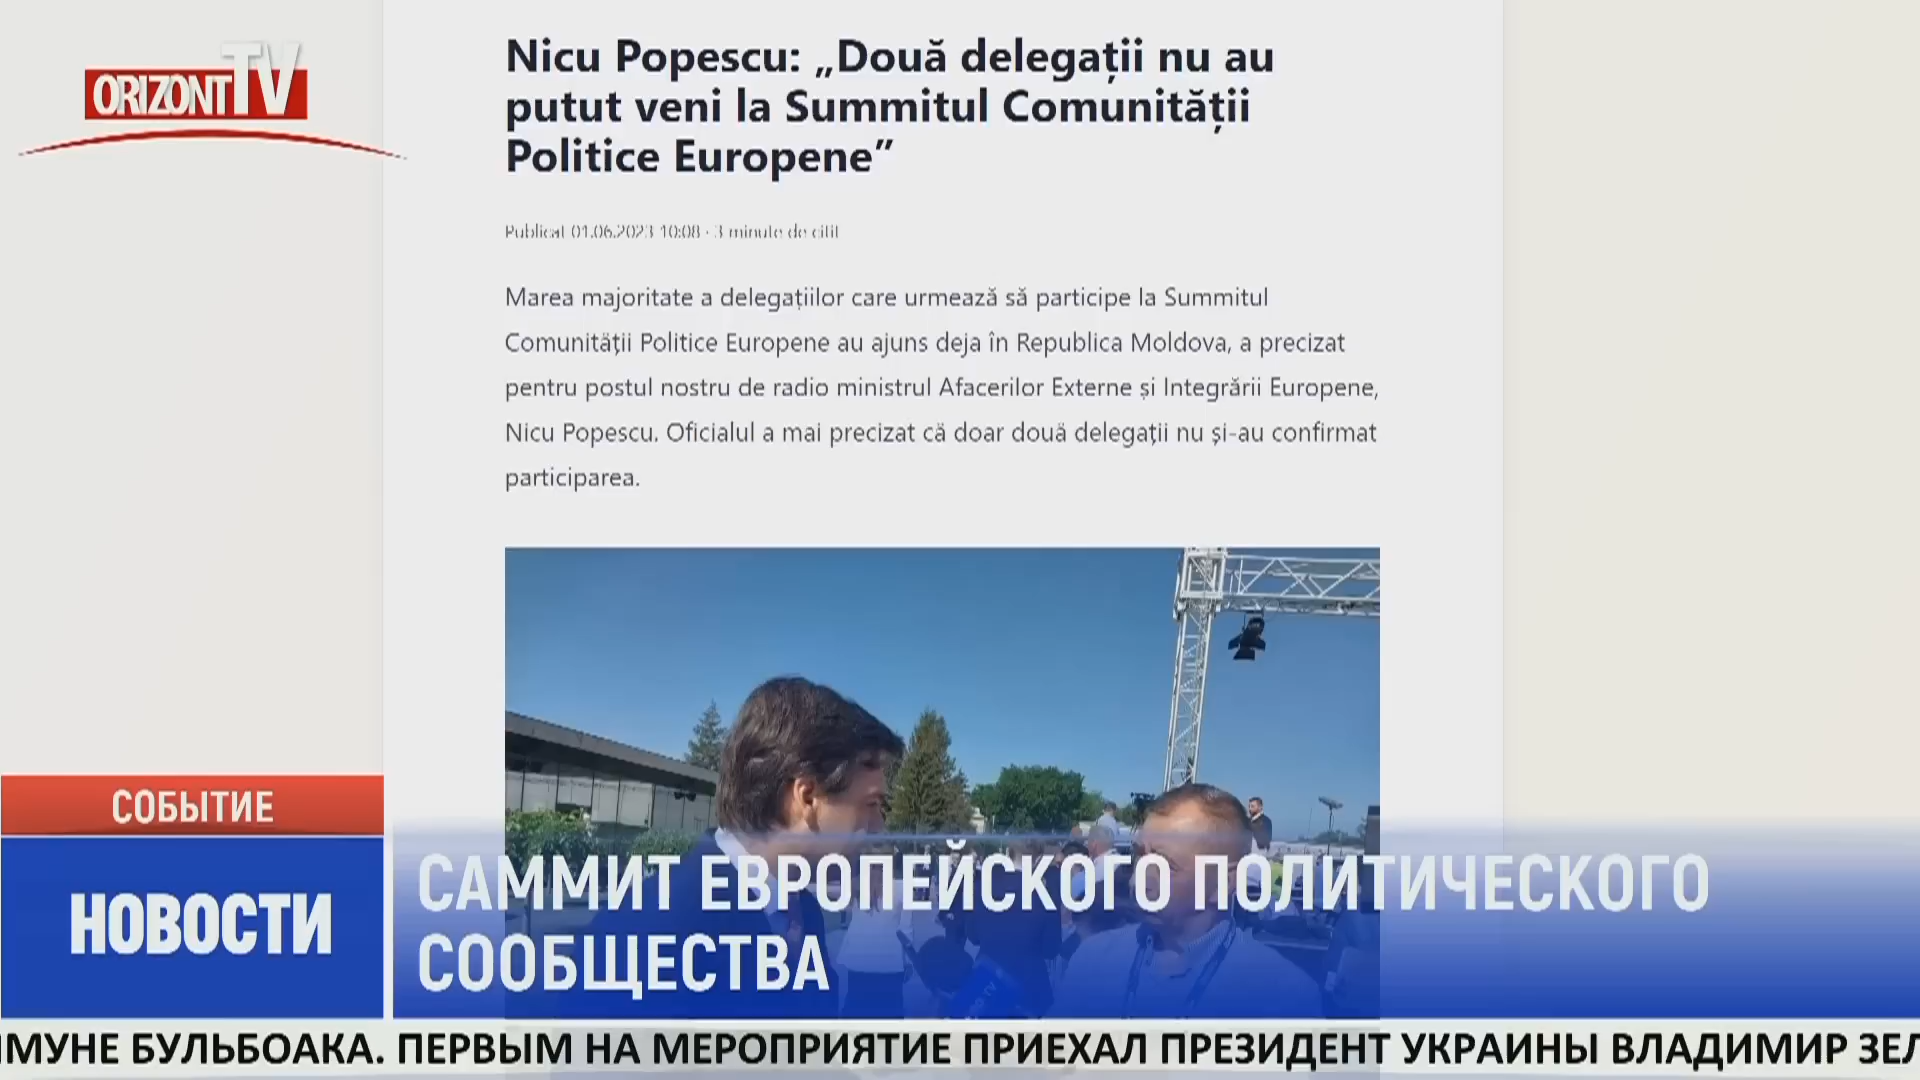 ORIZONTTV
Nicu Popescu: „Două delegații nu au
putut veni la Summitul Comunității
Politice Europene”
Publicat 01.06.2023 10:08 · 3 minute de citit
Marea majoritate a delegațiilor care urmează să participe la Summitul
Comunității Politice Europene au ajuns deja în Republica Moldova, a precizat
pentru postul nostru de radio ministrul Afacerilor Externe și Integrării Europene,
Nicu Popescu. Oficialul a mai precizat că doar două delegații nu și-au confirmat
participarea.
СОБЫТИЕ
НОВОСТИ
САММИТ ЕВРОПЕЙСКОГО ПОЛИТИЧЕСКОГО
СООБЩЕСТВА
БУЛЬБОАКА. ПЕРВЫМ НА МЕРОПРИЯТИЕ ПРИЕХАЛ ПРЕЗИДЕНТ УКРАИНЫ ВЛАДИМИР